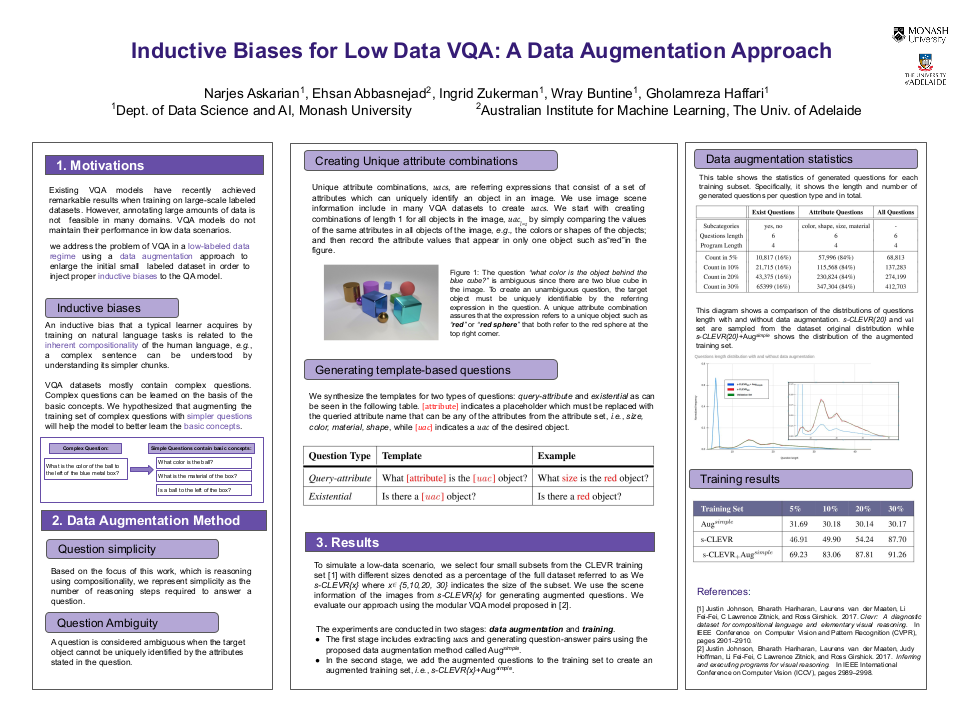 Inductive Biases for Low Data VQA: A Data Augmentation Approach
MONASH
University
THE UNIVERSITY
of ADELAIDE
Narjes Askarian1, Ehsan Abbasnejad2, Ingrid Zukerman1, Wray Buntine1, Gholamreza Haffari1
1Dept. of Data Science and AI, Monash University 2Australian Institute for Machine Learning, The Univ. of Adelaide
1. Motivations
Existing VQA models have recently achieved
remarkable results when training on large-scale labeled
datasets. However, annotating large amounts of data is
not feasible in many domains. VQA models do not
maintain their performance in low data scenarios.
we address the problem of VQA in a low-labeled data
regime using a data augmentation approach to
enlarge the initial small labeled dataset in order to
inject proper inductive biases to the QA model.
Inductive biases
An inductive bias that a typical learner acquires by
training on natural language tasks is related to the
inherent compositionality of the human language, e.g.,
a complex sentence can be understood by
understanding its simpler chunks.
VQA datasets mostly contain complex questions.
Complex questions can be learned on the basis of the
basic concepts. We hypothesized that augmenting the
training set of complex questions with simpler questions
will help the model to better learn the basic concepts.
Complex Question:
What is the color of the ball to
the left of the blue metal box?
Simple Questions contain basic concepts:
What color is the ball?
What is the material of the box?
Is a ball to the left of the box?
2. Data Augmentation Method
Question simplicity
Based on the focus of this work, which is reasoning
using compositionality, we represent simplicity as the
number of reasoning steps required to answer a
question.
Question Ambiguity
A question is considered ambiguous when the target
object cannot be uniquely identified by the attributes
stated in the question.
Creating Unique attribute combinations
Unique attribute combinations, uacs, are referring expressions that consist of a set of
attributes which can uniquely identify an object in an image. We use image scene
information include in many VQA datasets to create uacs. We start with creating
combinations of length 1 for all objects in the image, uac by simply comparing the values
of the same attributes in all objects of the image, e.g., the colors or shapes of the objects;
and then record the attribute values that appear in only one object such as"red"in the
figure.
Figure 1: The question "what color is the object behind the
blue cube?" is ambiguous since there are two blue cube in
the image. To create an unambiguous question, the target
object must be uniquely identifiable by the referring
expression in the question. A unique attribute combination
assures that the expression refers to a unique object such as
"red" or "red sphere" that both refer to the red sphere at the
top right corner.
Generating template-based questions
We synthesize the templates for two types of questions: query-attribute and existential as can
be seen in the following table. [attribute] indicates a placeholder which must be replaced with
the queried attribute name that can be any of the attributes from the attribute set, i.e., size,
color, material, shape, while [uac] indicates a uac of the desired object.
Question Type Template Example
Query-attribute What [attribute] is the [uac] object? What size is the red object?
Existential Is there a [uac] object? Is there a red object?
3. Results
To simulate a low-data scenario, we select four small subsets from the CLEVR training
set [1] with different sizes denoted as a percentage of the full dataset referred to as We
s-CLEVR{x} where x∈{5,10,20, 30} indicates the size of the subset. We use the scene
information of the images from s-CLEVR{x} for generating augmented questions. We
evaluate our approach using the modular VQA model proposed in [2].
The experiments are conducted in two stages: data augmentation and training.
● The first stage includes extracting uacs and generating question-answer pairs using the
proposed data augmentation method called Augsimple.
● In the second stage, we add the augmented questions to the training set to create an
augmented training set, i.e., s-CLEVR{x}+Augsimple.
Data augmentation statistics
This table shows the statistics of generated questions for each
training subset. Specifically, it shows the length and number of
generated questions per question type and in total.
Exist Questions Attribute Questions All Questions
Subcategories yes, no color, shape, size, material -
Questions length 6 6 6
Program Length 4 4 4
Count in 5% 10,817 (16%) 57,996 (84%) 68,813
Count in 10% 21,715 (16%) 115,568 (84%) 137,283
Count in 20% 43,375 (16%) 230,824 (84%) 274,199
Count in 30% 65399 (16%) 347,304 (84%) 412,703
This diagram shows a comparison of the distributions of questions
length with and without data augmentation. s-CLEVR{20} and val
set are sampled from the dataset original distribution while
s-CLEVR{20}+Augsimple shows the distribution of the augmented
training set.
Questions length distribution with and without data augmentation
Training results
Training Set 5% 10% 20% 30%
Augsimple 31.69 30.18 30.14 30.17
s-CLEVR 46.91 49.90 54.24 87.70
s-CLEVR, Augsimple 69.23 83.06 87.81 91.26
References:
[1] Justin Johnson, Bharath Hariharan, Laurens van der Maaten, Li
Fei-Fei, C Lawrence Zitnick, and Ross Girshick. 2017. Clevr: A diagnostic
dataset for compositional language and elementary visual reasoning. In
IEEE Conference on Computer Vision and Pattern Recognition (CVPR),
pages 2901–2910.
[2] Justin Johnson, Bharath Hariharan, Laurens van der Maaten, Judy
Hoffman, Li Fei-Fei, C Lawrence Zitnick, and Ross Girshick. 2017. Inferring
and executing programs for visual reasoning. In IEEE International
Conference on Computer Vision (ICCV), pages 2989–2998.